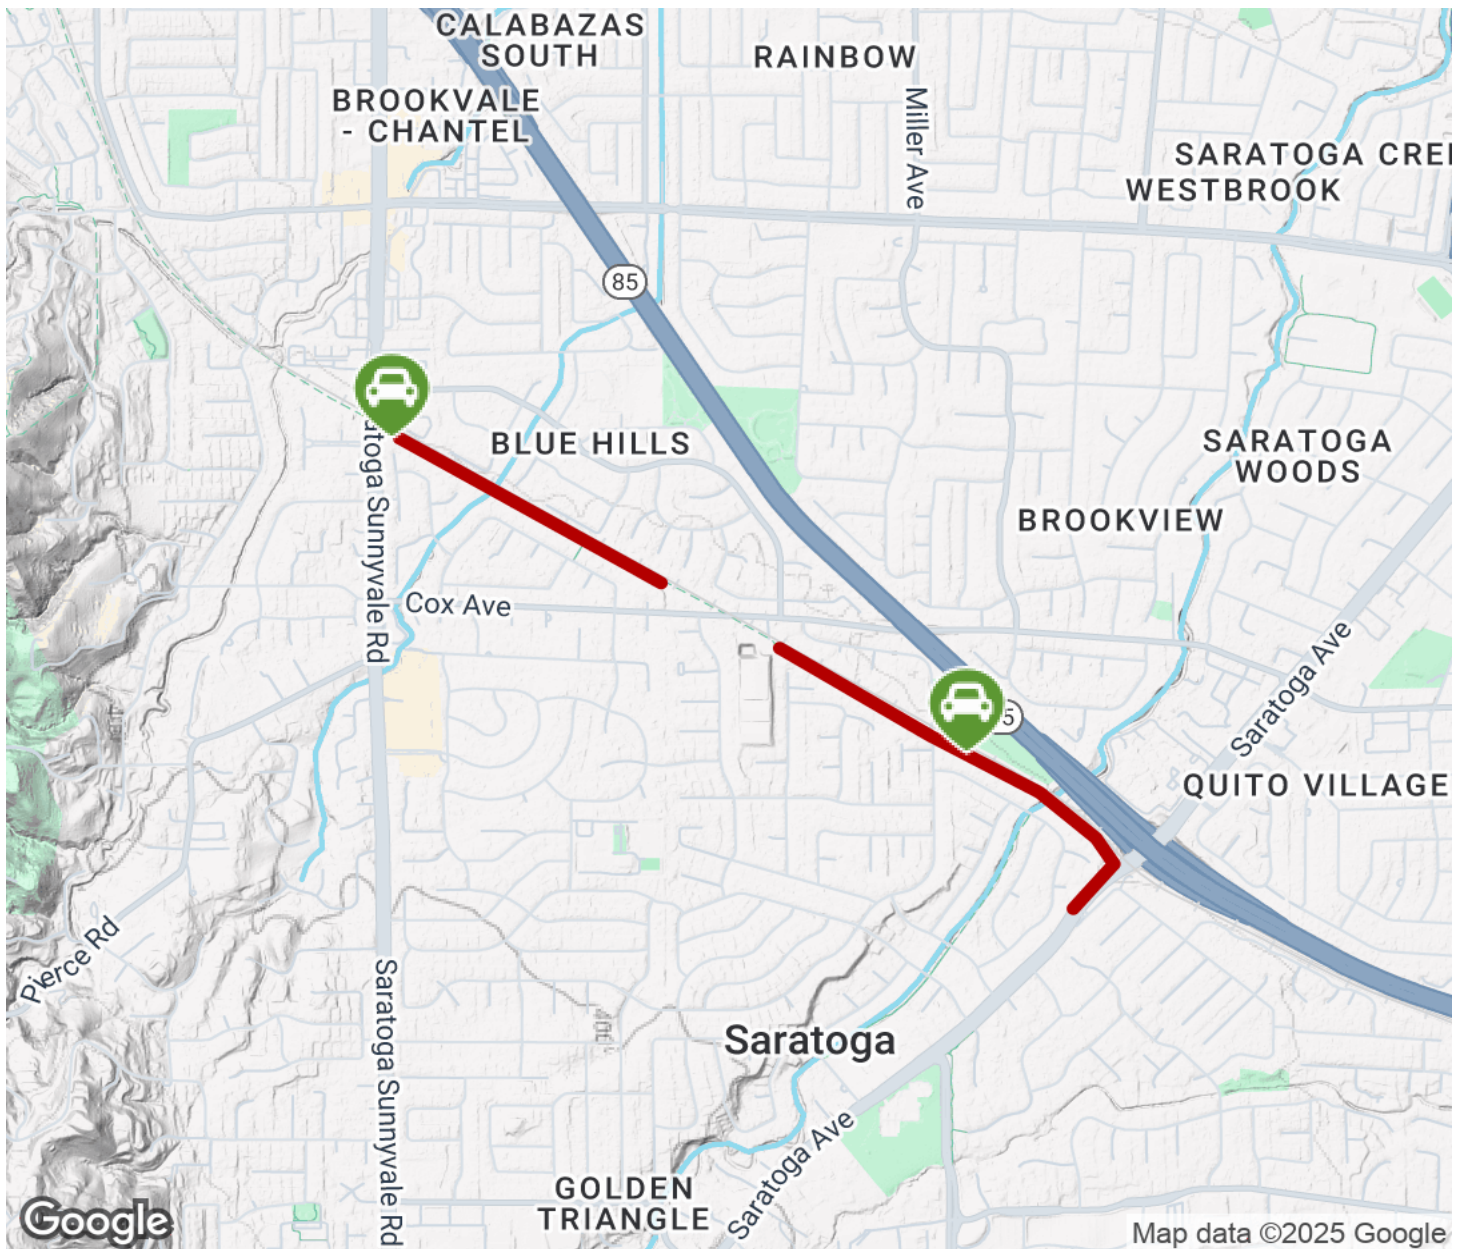 CALABAZAS
SOUTH
RAINBOW
BROOKVALE
- CHANTEL
Miller Ave
SARATOGA CREE
WESTBROOK
85
BLUE HILLS
SARATOGA
WOODS
BROOKVIEW
atoga Sunnyvale Rd
Cox Ave
Saratoga Ave
5
QUITO VILLAGE
Pierce Rd
Saratoga Sunnyvale Rd
Saratoga
Saratoga Ave
GOLDEN
TRIANGLE
Google
Map data ©2025 Google